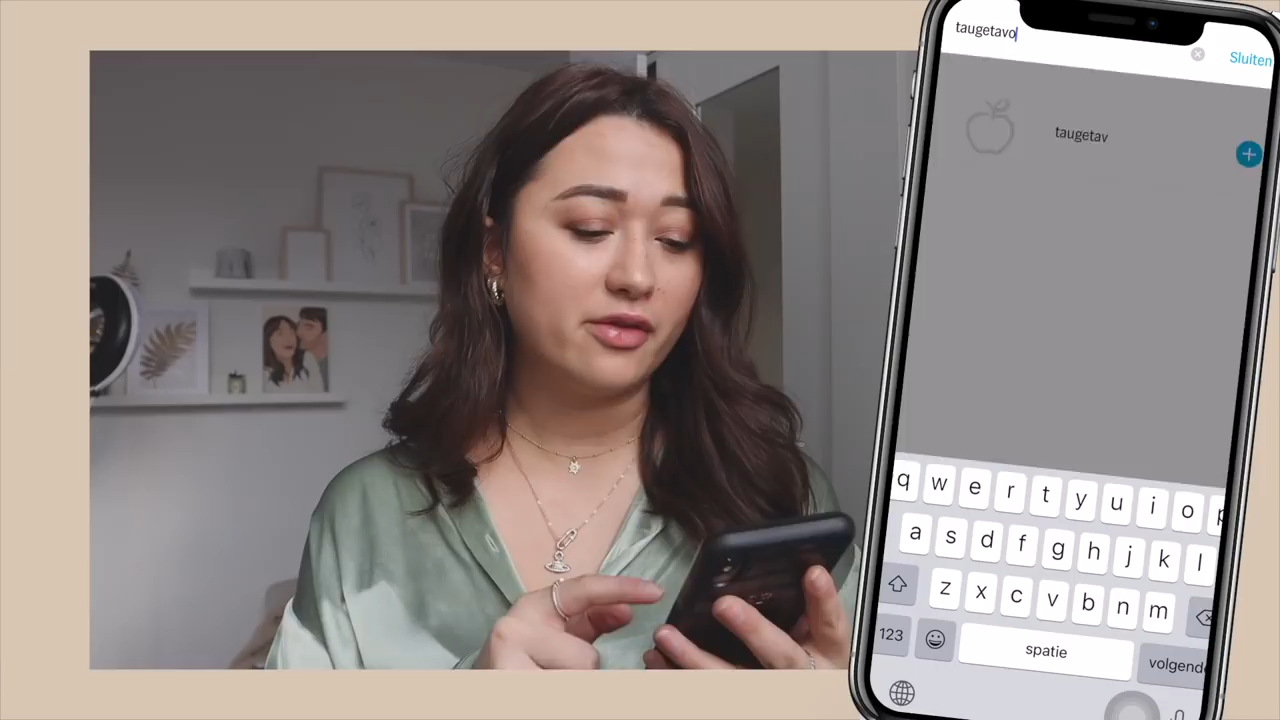 taugetavo
Sluiten
taugetav
q w e r t y u i o p
a s d f g h j k l
z x c v b n m
123
spatie
volgende